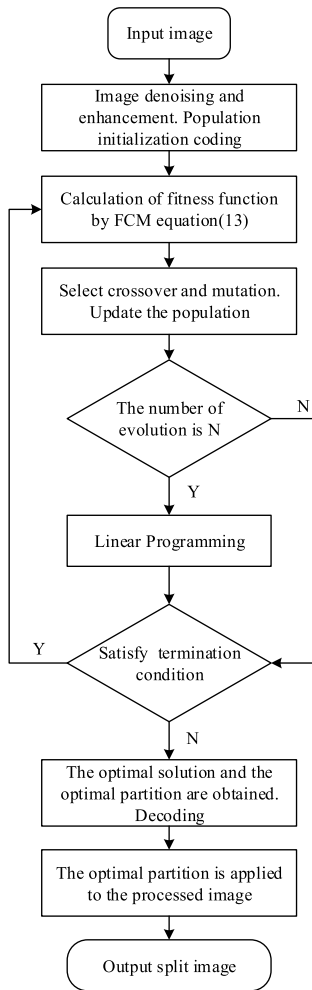 Input image
Image denoising and
enhancement. Population
initialization coding
Calculation of fitness function
by FCM equation(13)
Select crossover and mutation.
Update the population
The number of
evolution is N
N
Y
Linear Programming
Satisfy termination
condition
Y
N
The optimal solution and the
optimal partition are obtained.
Decoding
The optimal partition is applied
to the processed image
Output split image